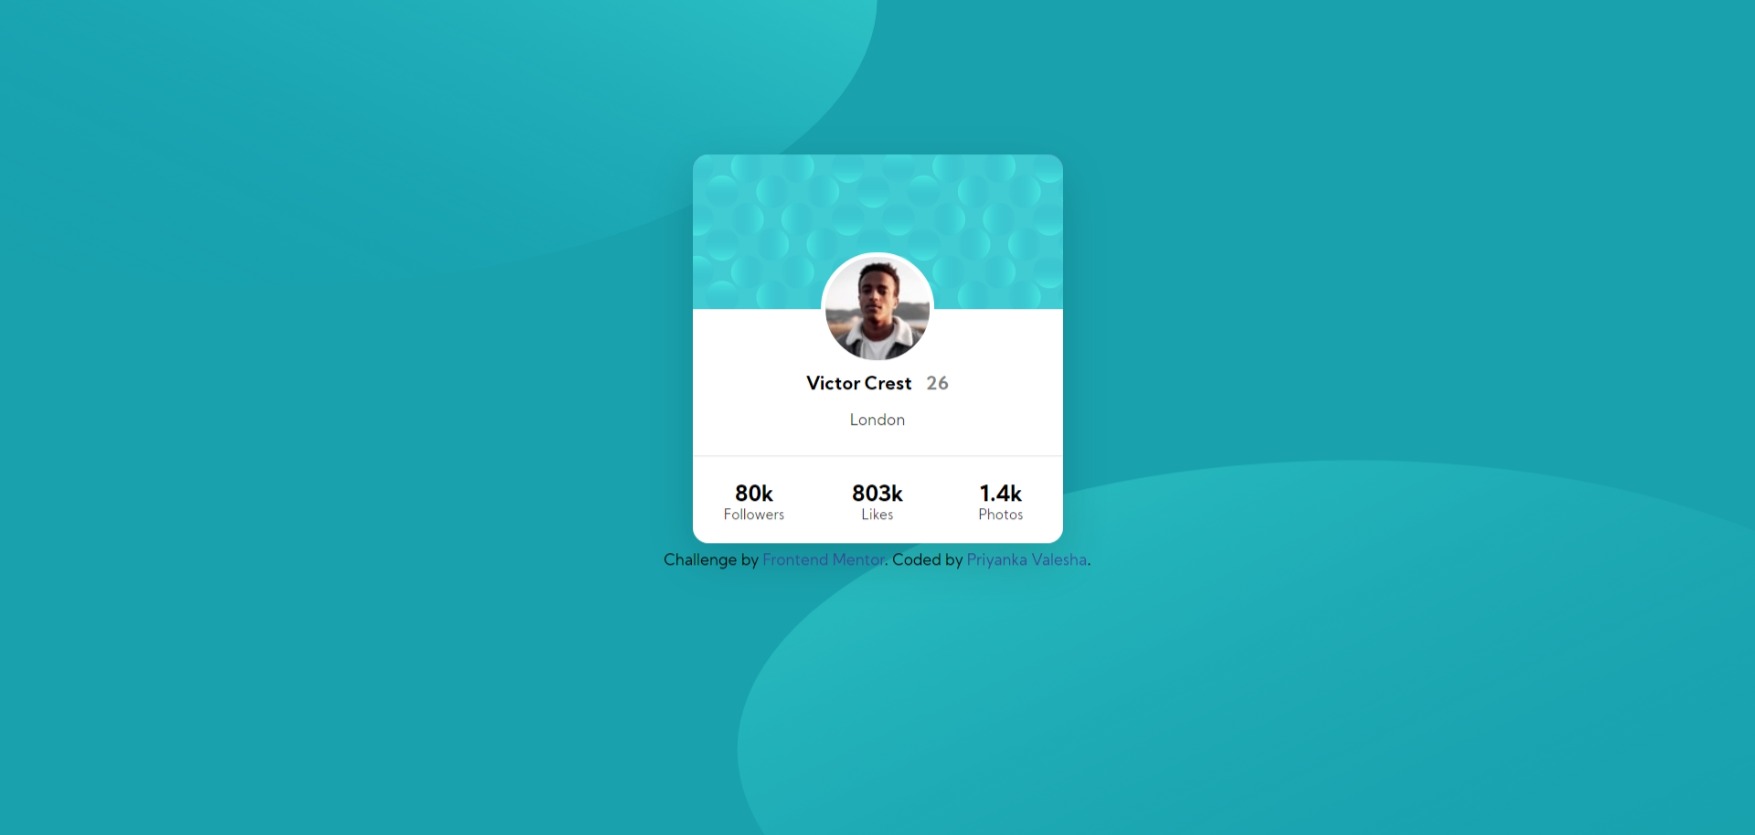 Victor Crest 26
London
80k 803k 1.4k
Followers Likes Photos
Challenge by Frontend Mentor. Coded by Priyanka Valesha.